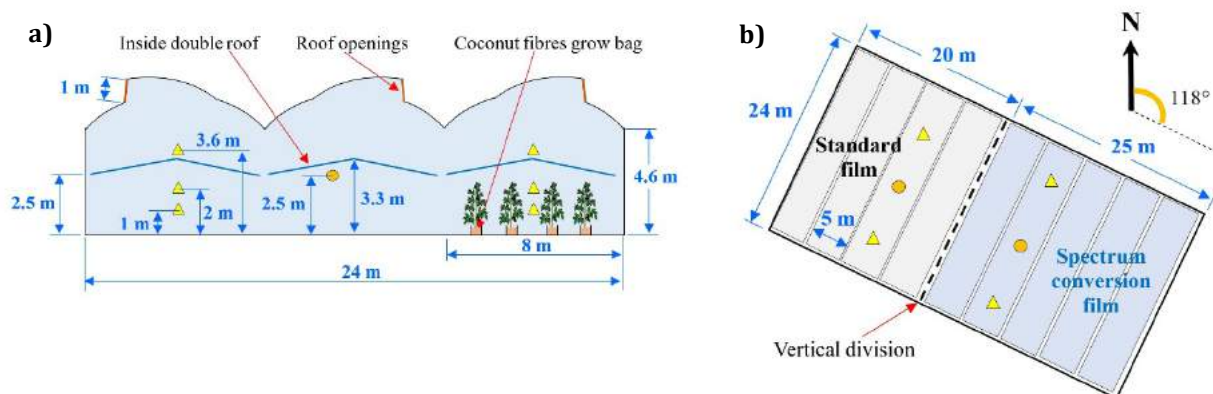 a)
Inside double roof
Roof openings
Coconut fibres grow bag
1 m
3.6 m
2.5 m
1 m
2 m
2.5 m
3.3 m
4.6 m
8 m
24 m
b)
N
118°
20 m
24 m
25 m
Standard
film
5 m
Spectrum
conversion
film
Vertical division